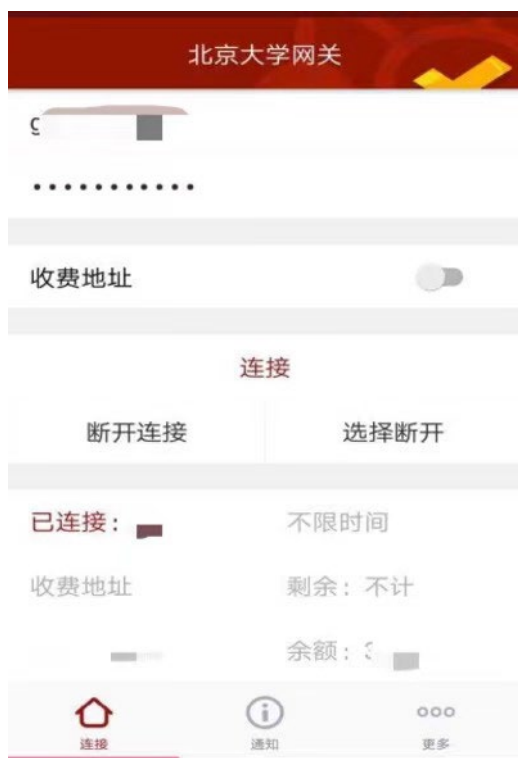 北京大学网关
•••••••••••
收费地址
连接
断开连接 选择断开
已连接: 不限时间
收费地址 剩余: 不计
余额:
连接 通知 更多